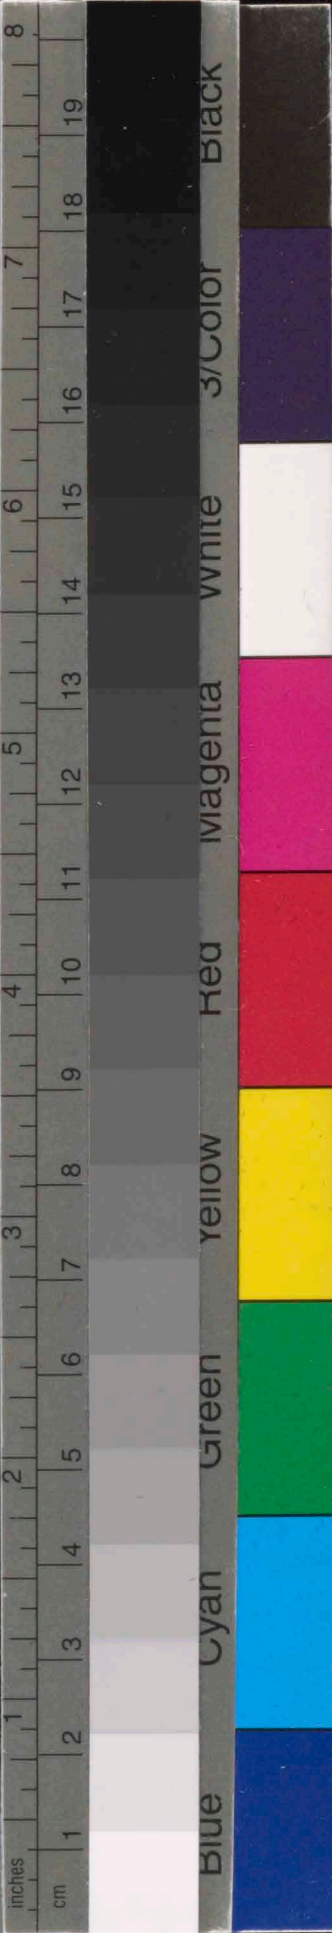 inches 1 2 3 4 5 6 7 8
cm 1 2 3 4 5 6 7 8 9 10 11 12 13 14 15 16 17 18 19
Blue Cyan Green Yellow Red Magenta White 3/Color Black